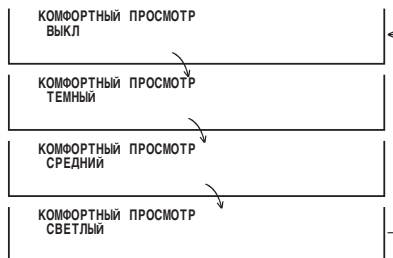 КОМФОРТНЫЙ ПРОСМОТР
ВЫКЛ
КОМФОРТНЫЙ ПРОСМОТР
ТЕМНЫЙ
КОМФОРТНЫЙ ПРОСМОТР
СРЕДНИЙ
КОМФОРТНЫЙ ПРОСМОТР
СВЕТЛЫЙ